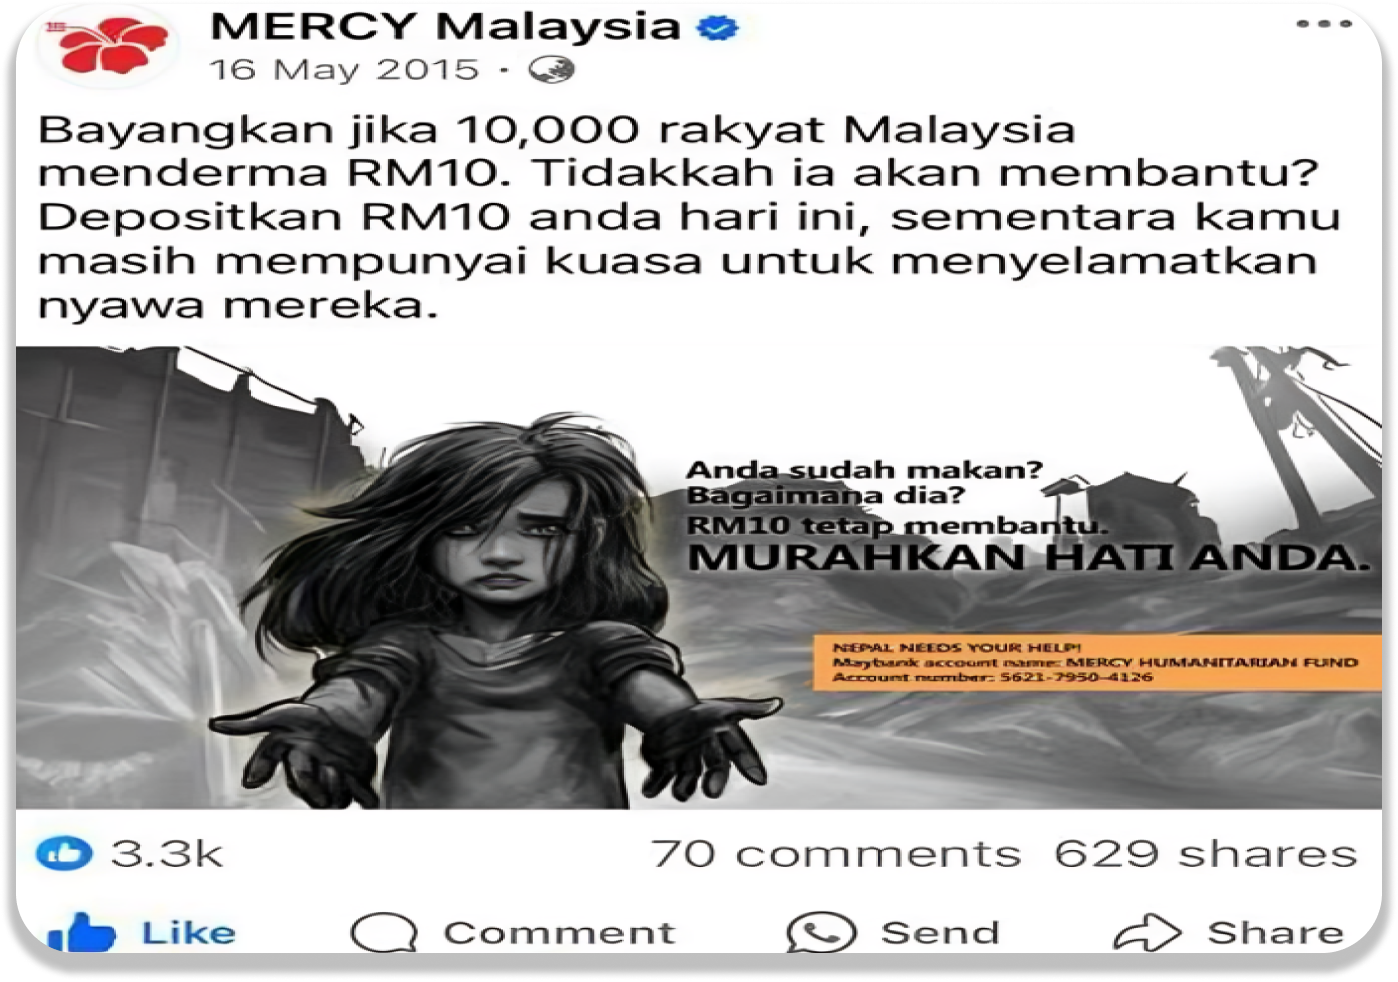 MERCY Malaysia
16 May 2015 ·
Bayangkan jika 10,000 rakyat Malaysia
menderma RM10. Tidakkah ia akan membantu?
Depositkan RM10 anda hari ini, sementara kamu
masih mempunyai kuasa untuk menyelamatkan
nyawa mereka.
Anda sudah makan?
Bagaimana dia?
RM10 tetap membantu.
MURAHKAN HATI ANDA.
NEPAL NEEDS YOUR HELP!
Maybank account name: MERCY HUMANITARIAN FUND
Account number: 5621-7950-4126
3.3k
70 comments 629 shares
Like Comment Send Share